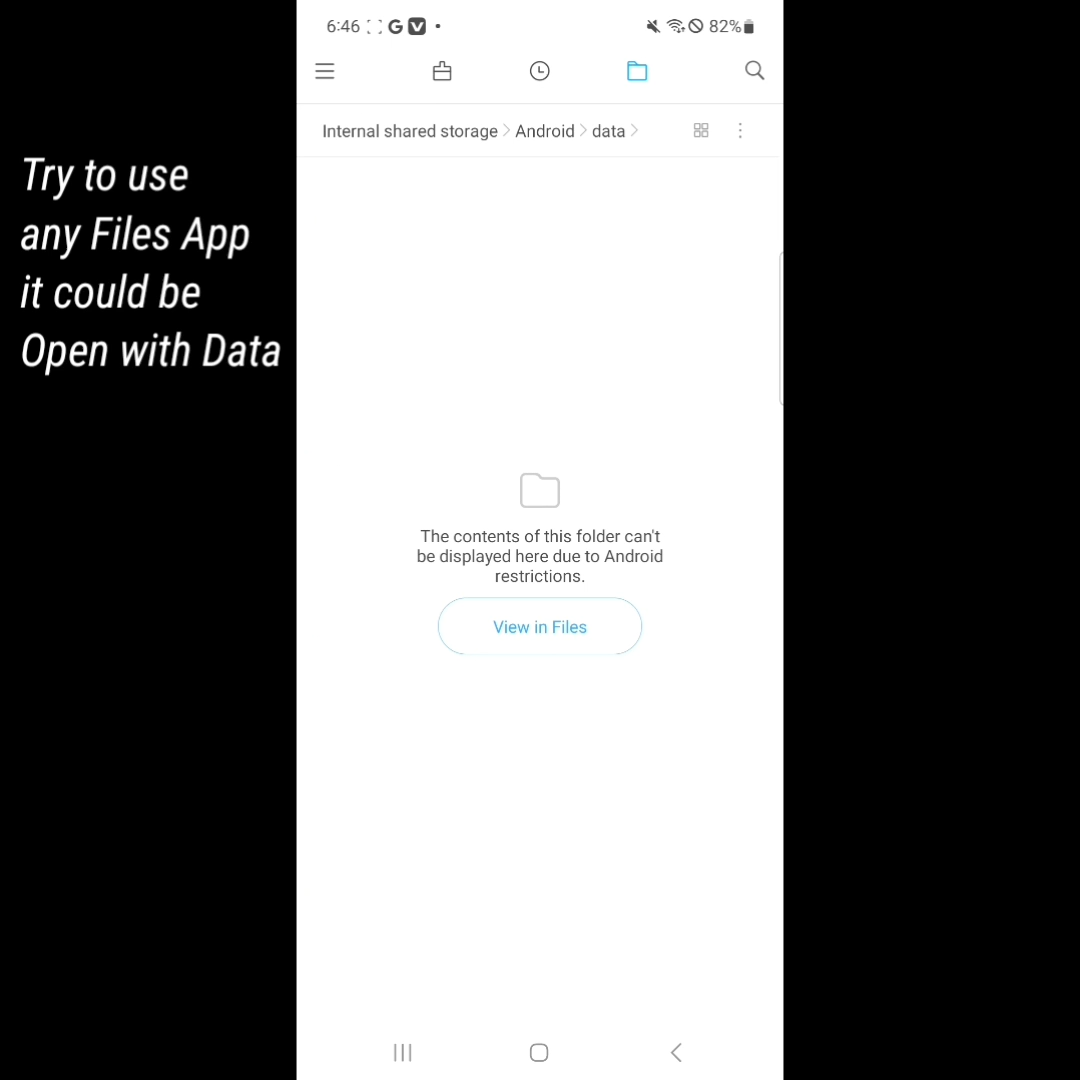 6:46 G V 82%
Internal shared storage Android data
Try to use
any Files App
it could be
Open with Data
The contents of this folder can't
be displayed here due to Android
restrictions.
View in Files